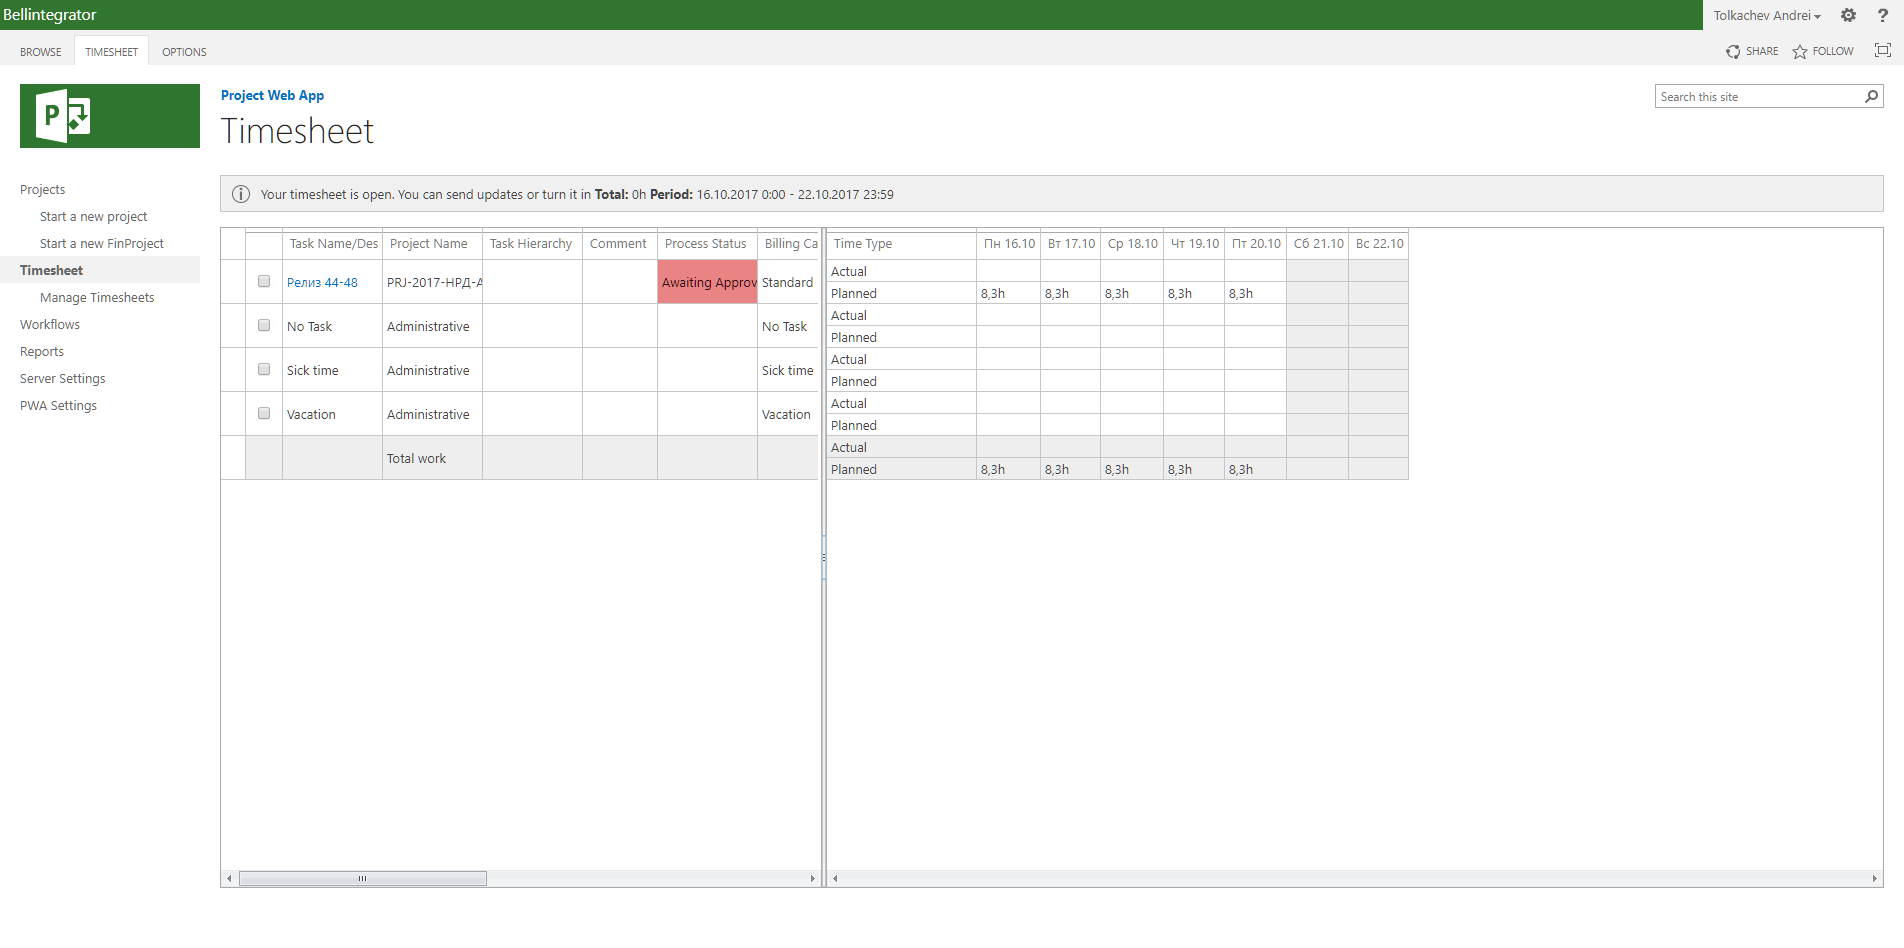 Bellintegrator
Tolkachev Andrei
?
BROWSE TIMESHEET OPTIONS
SHARE FOLLOW
P
Project Web App
Timesheet
Search this site
Projects
Start a new project
Start a new FinProject
Timesheet
Manage Timesheets
Workflows
Reports
Server Settings
PWA Settings
Your timesheet is open. You can send updates or turn it in Total: 0h Period: 16.10.2017 0:00 - 22.10.2017 23:59
Task Name/Des Project Name Task Hierarchy Comment Process Status Billing Ca Time Type Пн 16.10 Вт 17.10 Ср 18.10 Чт 19.10 Пт 20.10 Сб 21.10 Вс 22.10
Релиз 44-48 PRJ-2017-НРД-А Awaiting Approv Standard
Actual
Planned 8,3h 8,3h 8,3h 8,3h 8,3h
No Task Administrative No Task
Actual
Planned
Sick time Administrative Sick time
Actual
Planned
Vacation Administrative Vacation
Actual
Planned
Total work
Actual
Planned 8,3h 8,3h 8,3h 8,3h 8,3h